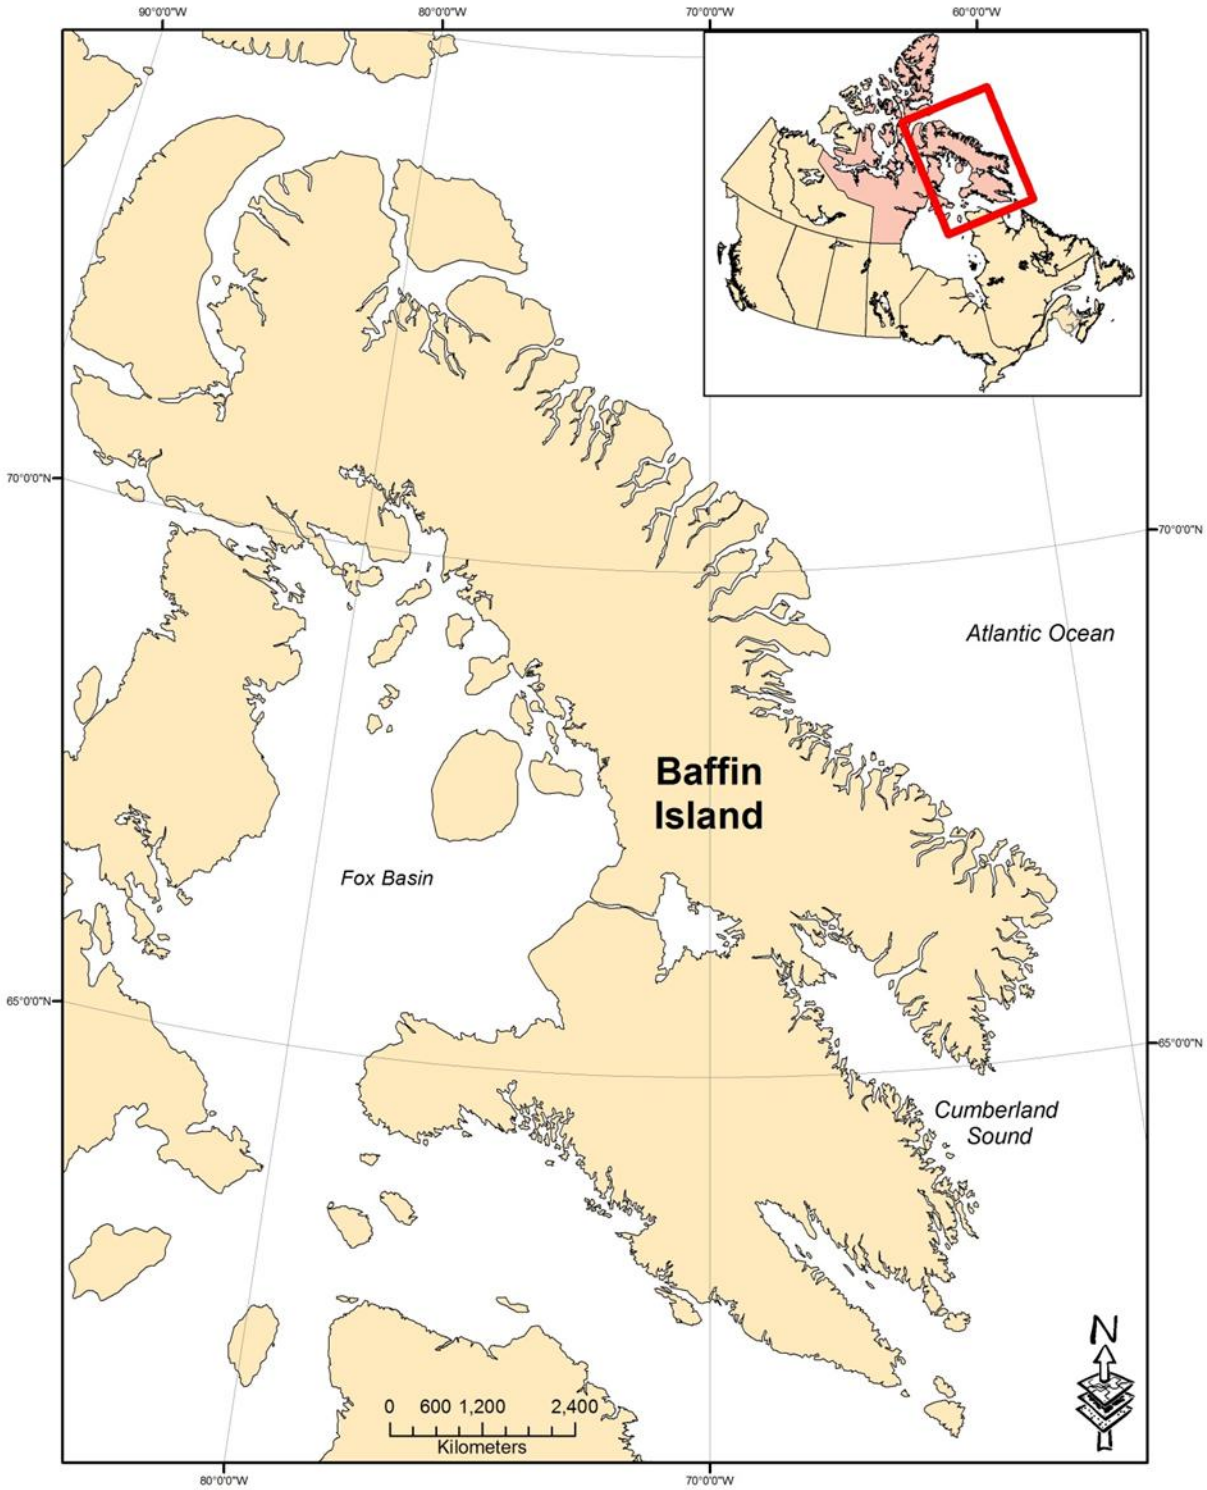 90°0'0"W 80°0'0"W 70°0'0"W 60°0'0"W
70°0'0"N
70°0'0"N
Atlantic Ocean
Baffin
Island
Fox Basin
65°0'0"N
65°0'0"N
Cumberland
Sound
N
0 600 1,200 2,400
Kilometers
80°0'0"W 70°0'0"W